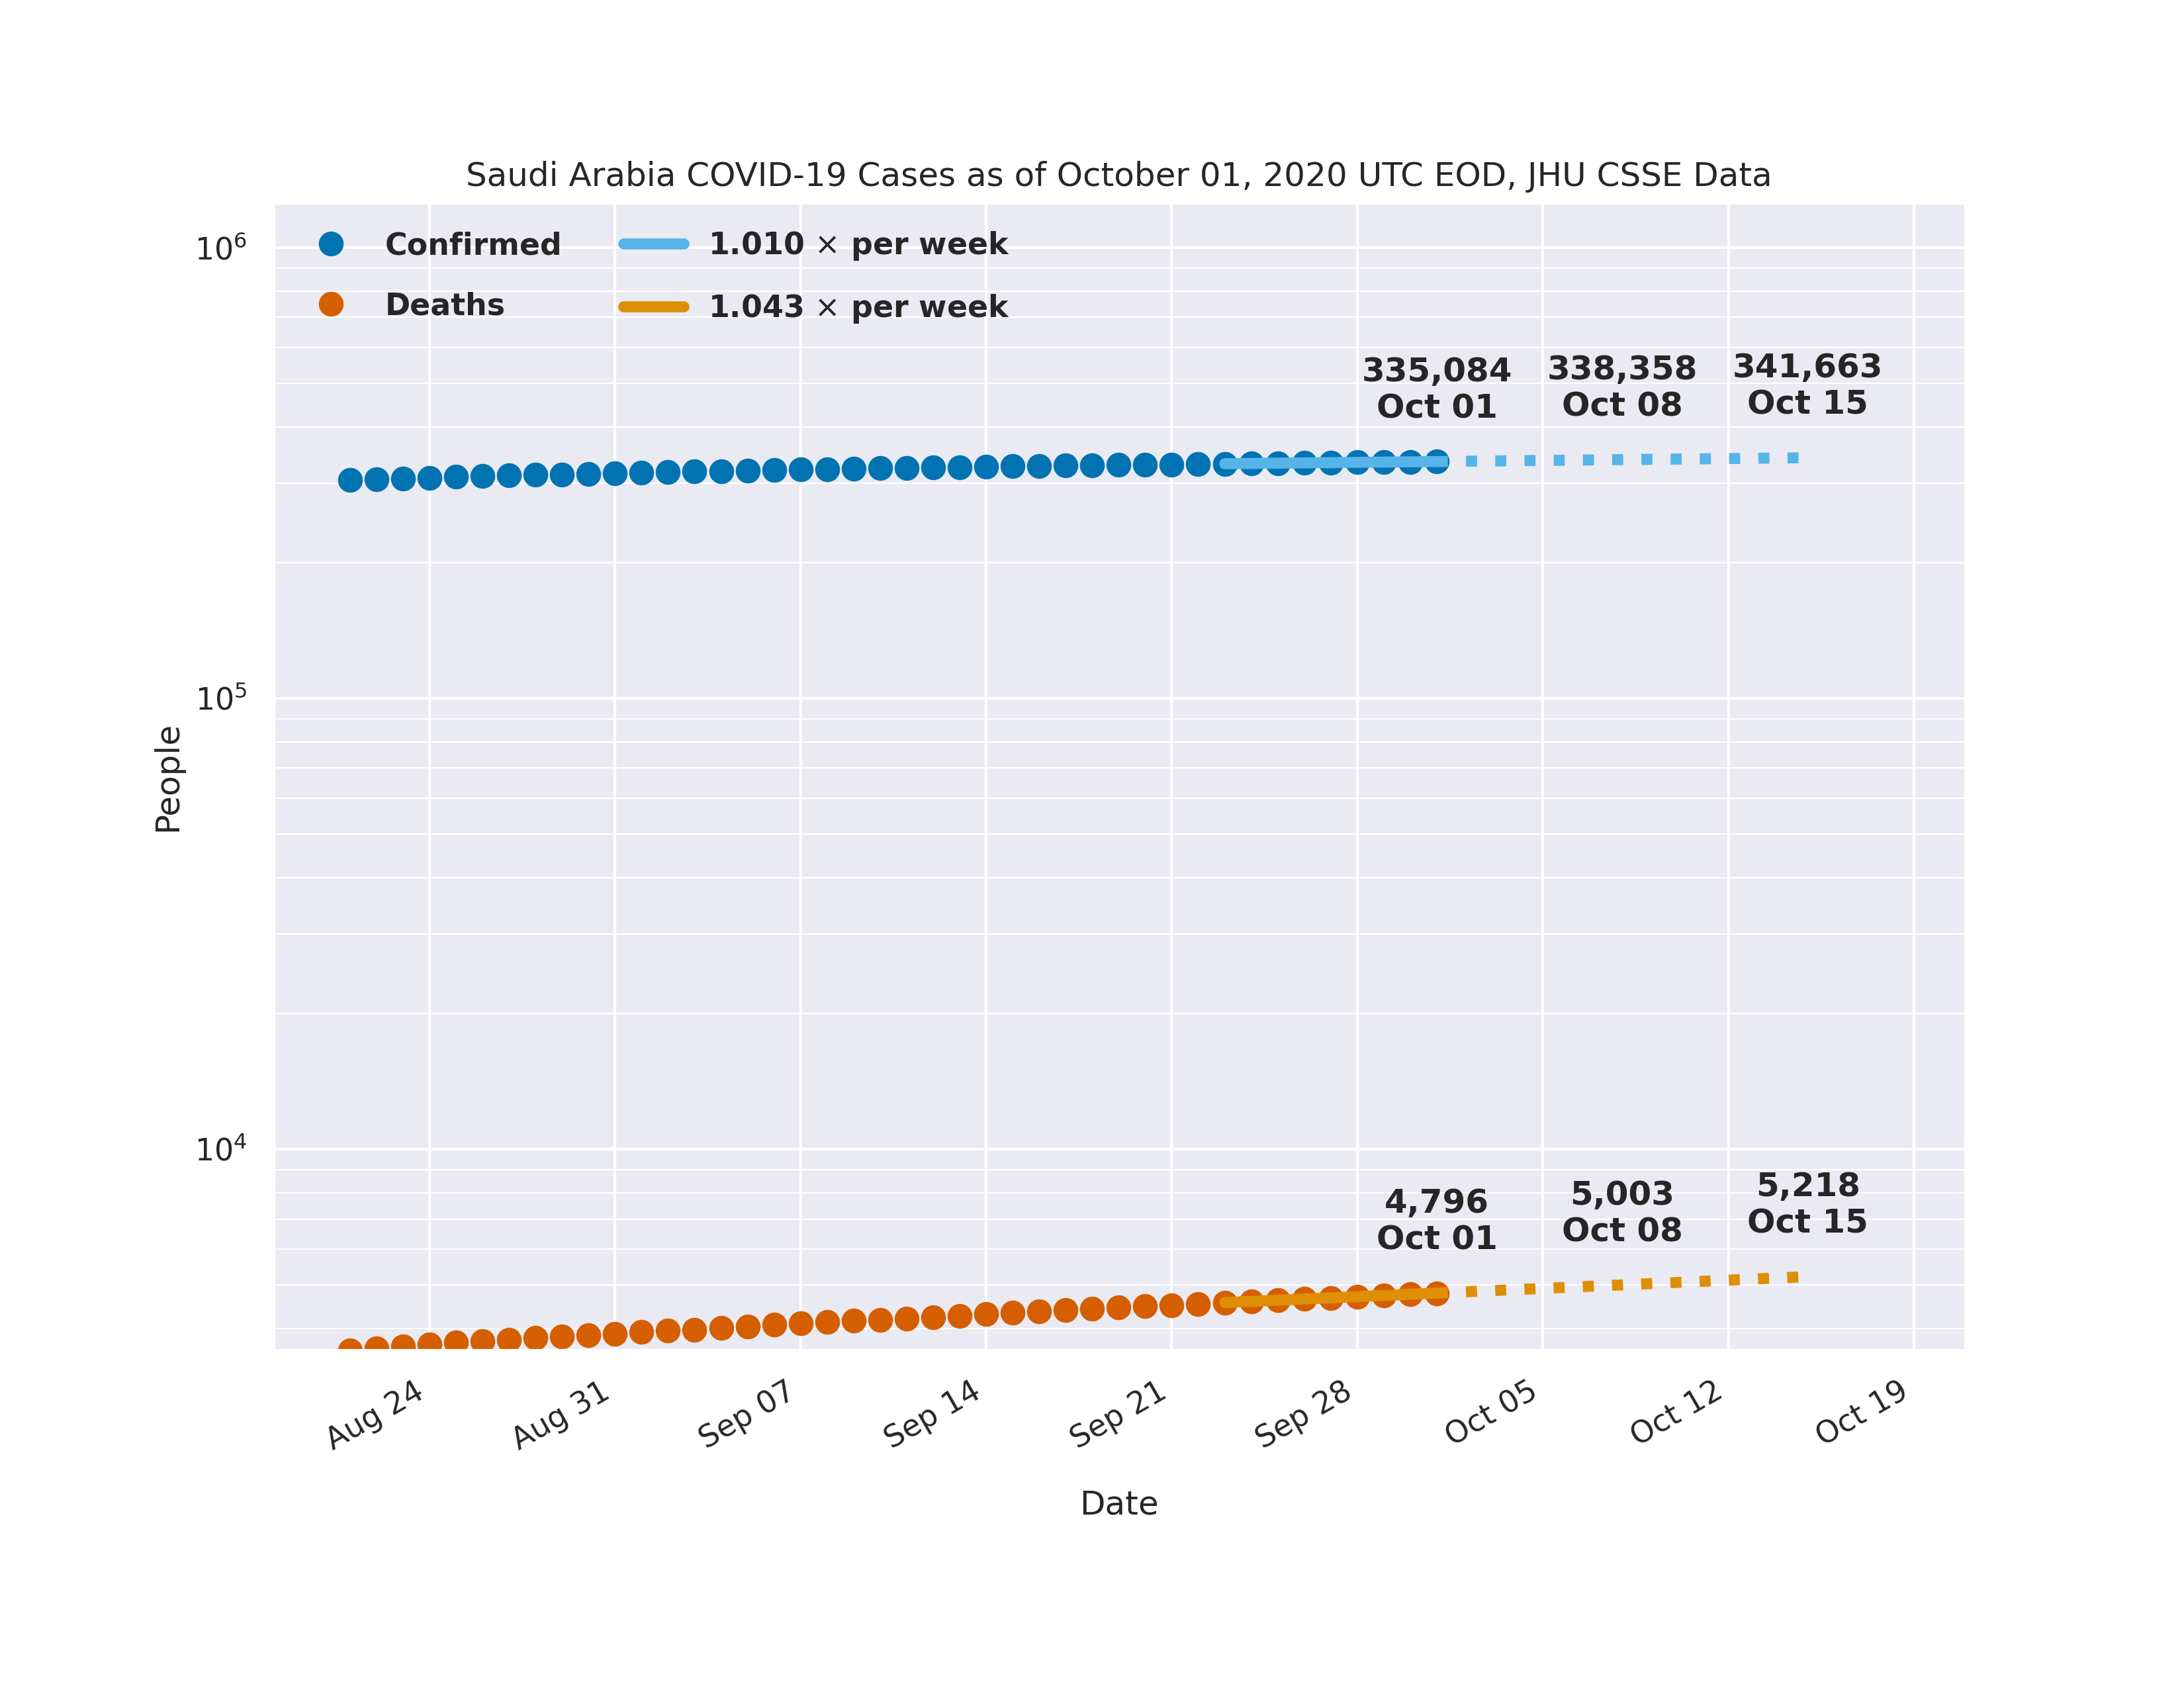 Saudi Arabia COVID-19 Cases as of October 01, 2020 UTC EOD, JHU CSSE Data
Confirmed
Deaths
1.010 × per week
1.043 × per week
335,084
Oct 01
338,358
Oct 08
341,663
Oct 15
4,796
Oct 01
5,003
Oct 08
5,218
Oct 15
10⁶
10⁵
10⁴
People
Aug 24
Aug 31
Sep 07
Sep 14
Sep 21
Sep 28
Oct 05
Oct 12
Oct 19
Date